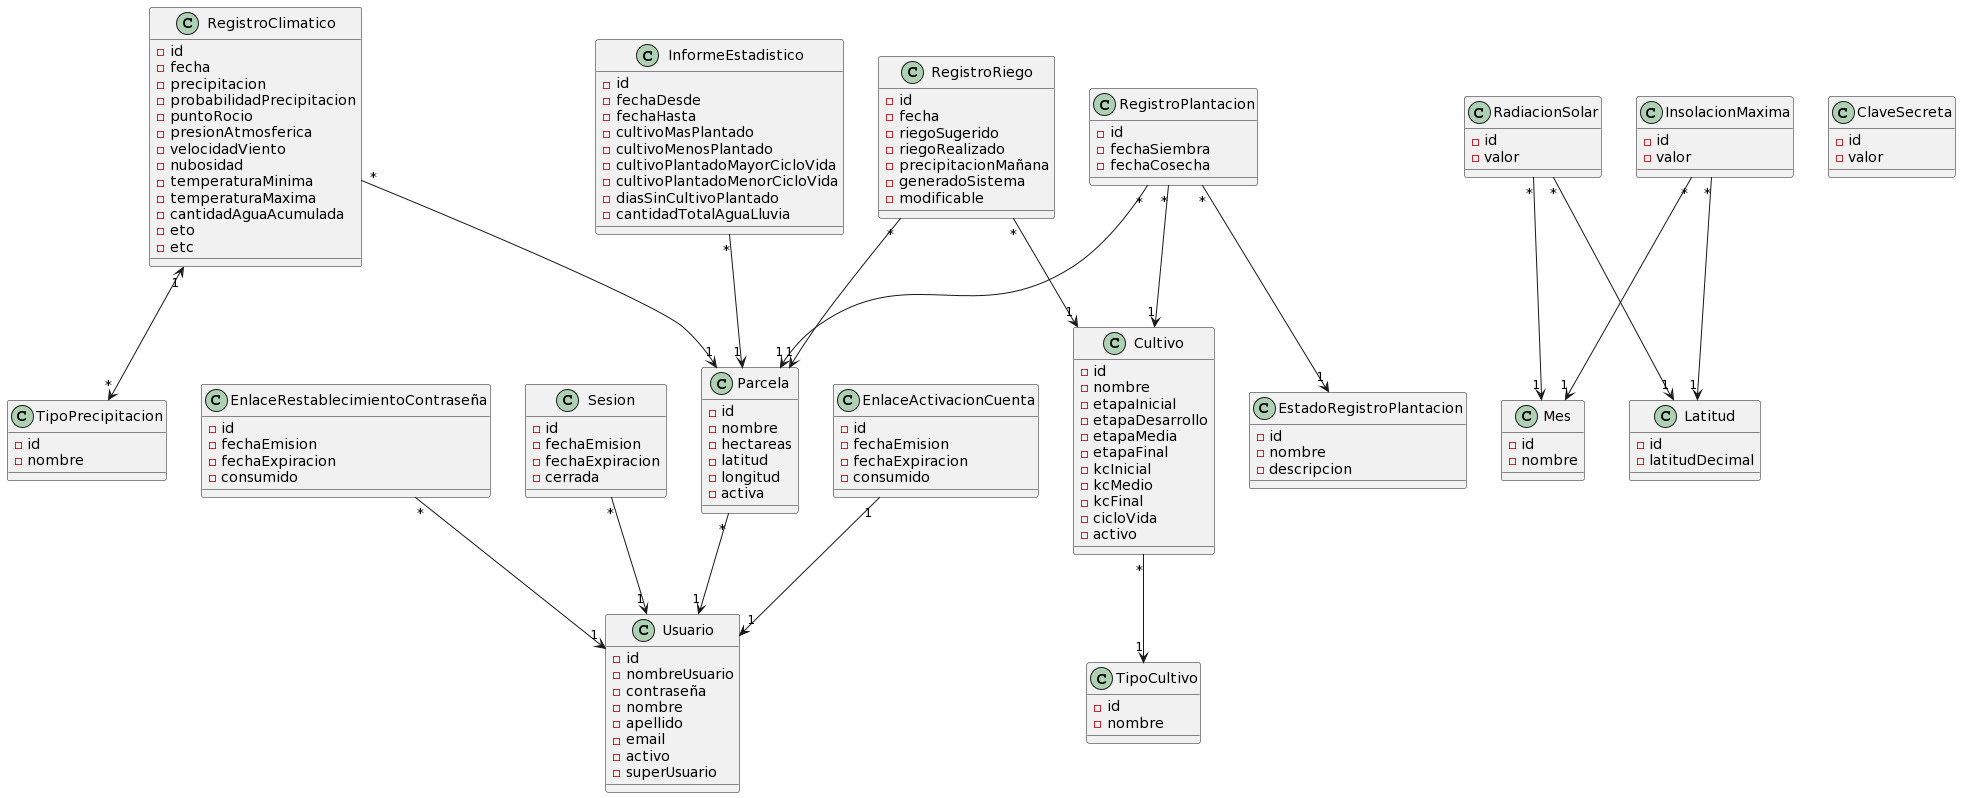 C RegistroClimatico
id
fecha
precipitacion
probabilidadPrecipitacion
puntoRocio
presionAtmosferica
velocidadViento
nubosidad
temperaturaMinima
temperaturaMaxima
cantidadAguaAcumulada
eto
etc
C InformeEstadistico
id
fechaDesde
fechaHasta
cultivoMasPlantado
cultivoMenosPlantado
cultivoPlantadoMayorCicloVida
cultivoPlantadoMenorCicloVida
diasSinCultivoPlantado
cantidadTotalAguaLluvia
C RegistroRiego
id
fecha
riegoSugerido
riegoRealizado
precipitacionMañana
generadoSistema
modificable
C RegistroPlantacion
id
fechaSiembra
fechaCosecha
C RadiacionSolar
id
valor
C InsolacionMaxima
id
valor
C ClaveSecreta
id
valor
* * * * * * * * * * * *
1
1 1 1 1 1 1 1 1 1 1 1
*
C TipoPrecipitacion
id
nombre
C EnlaceRestablecimientoContraseña
id
fechaEmision
fechaExpiracion
consumido
C Sesion
id
fechaEmision
fechaExpiracion
cerrada
C Parcela
id
nombre
hectareas
latitud
longitud
activa
C EnlaceActivacionCuenta
id
fechaEmision
fechaExpiracion
consumido
C Cultivo
id
nombre
etapaInicial
etapaDesarrollo
etapaMedia
etapaFinal
kcInicial
kcMedio
kcFinal
cicloVida
activo
C EstadoRegistroPlantacion
id
nombre
descripcion
C Mes
id
nombre
C Latitud
id
latitudDecimal
* * * 1 *
1 1 1 1 1
C Usuario
id
nombreUsuario
contraseña
nombre
apellido
email
activo
superUsuario
C TipoCultivo
id
nombre